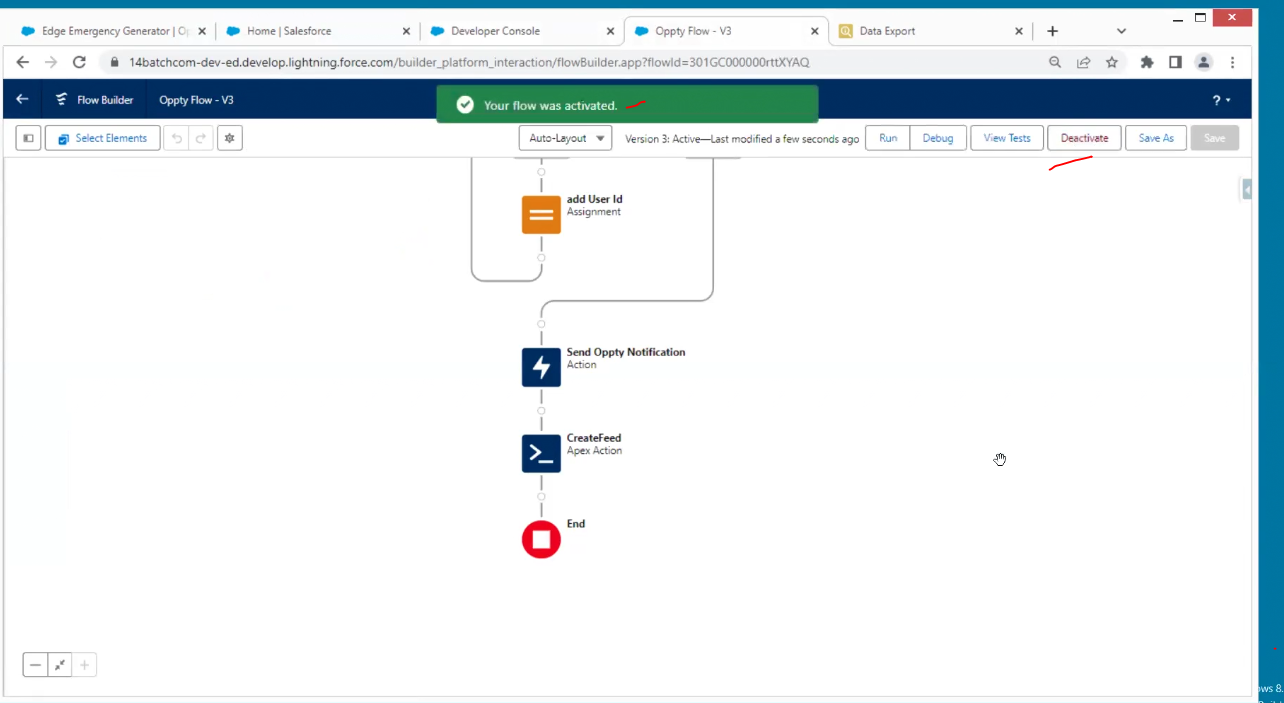 Edge Emergency Generator | O
Home | Salesforce
Developer Console
Oppty Flow - V3
Data Export
14batchcom-dev-ed.develop.lightning.force.com/builder_platform_interaction/flowBuilder.app?flowId=301GC000000rttXYAQ
Flow Builder Oppty Flow - V3
Your flow was activated.
?
Select Elements
Auto-Layout
Version 3: Active—Last modified a few seconds ago
Run
Debug
View Tests
Deactivate
Save As
Save
add User Id
Assignment
Send Oppty Notification
Action
CreateFeed
Apex Action
End
ows 8.